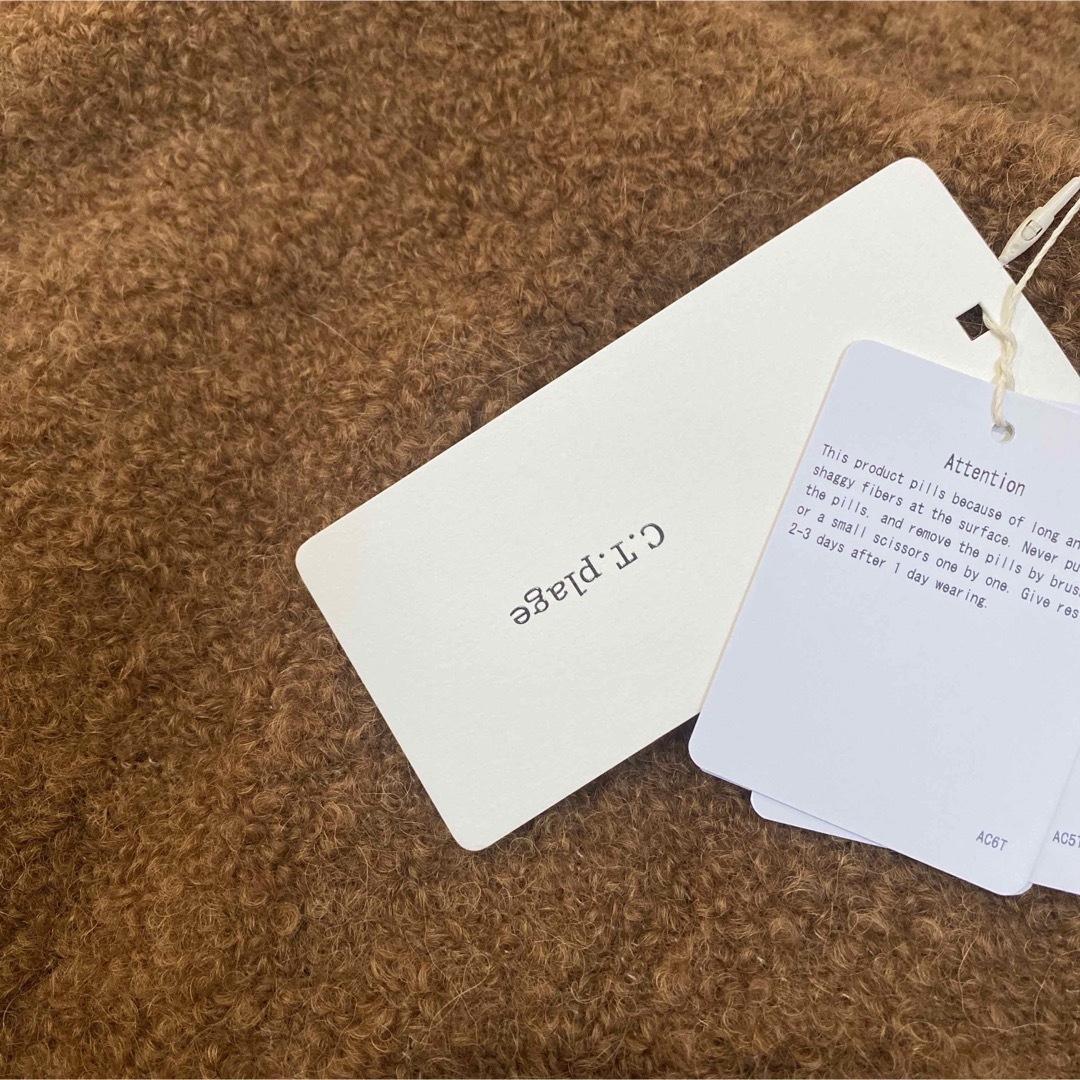 C.T.plage
Attention
This product pills because of long an
shaggy fibers at the surface. Never pu
the pills, and remove the pills by brus
or a small scissors one by one. Give res
2-3 days after 1 day wearing.
AC6T
AC5T